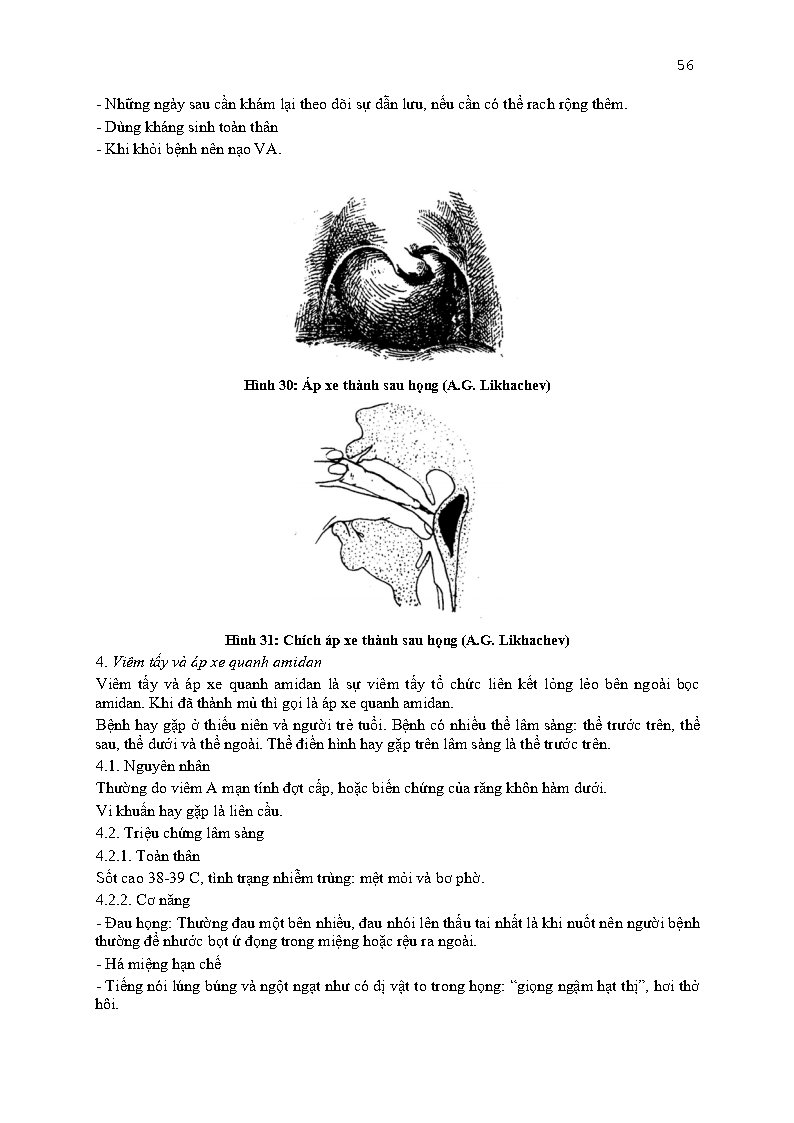 56
- Những ngày sau cần khám lại theo dõi sự dẫn lưu, nếu cần có thể rach rộng thêm.
- Dùng kháng sinh toàn thân
- Khi khỏi bệnh nên nạo VA.
Hình 30: Áp xe thành sau họng (A.G. Likhachev)
Hình 31: Chích áp xe thành sau họng (A.G. Likhachev)
4. Viêm tấy và áp xe quanh amidan
Viêm tấy và áp xe quanh amidan là sự viêm tấy tổ chức liên kết lỏng lẻo bên ngoài bọc
amidan. Khi đã thành mủ thì gọi là áp xe quanh amidan.
Bệnh hay gặp ở thiếu niên và người trẻ tuổi. Bệnh có nhiều thể lâm sàng: thể trước trên, thể
sau, thể dưới và thể ngoài. Thể điển hình hay gặp trên lâm sàng là thể trước trên.
4.1. Nguyên nhân
Thường do viêm A mạn tính đợt cấp, hoặc biến chứng của răng khôn hàm dưới.
Vi khuẩn hay gặp là liên cầu.
4.2. Triệu chứng lâm sàng
4.2.1. Toàn thân
Sốt cao 38-39 C, tình trạng nhiễm trùng: mệt mỏi và bơ phờ.
4.2.2. Cơ năng
- Đau họng: Thường đau một bên nhiều, đau nhói lên thấu tai nhất là khi nuốt nên người bệnh
thường để nhước bọt ứ đọng trong miệng hoặc rệu ra ngoài.
- Há miệng hạn chế
- Tiếng nói lúng búng và ngột ngạt như có dị vật to trong họng: “giọng ngậm hạt thị”, hơi thở
hôi.